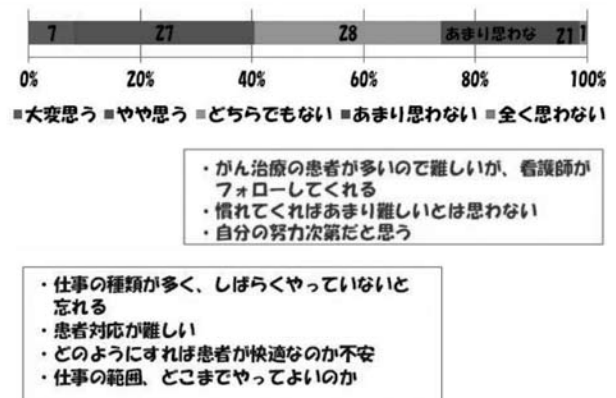 7 27 28 あまり思わな 21 1
0% 20% 40% 60% 80% 100%
■大変思う ■やや思う ■どちらでもない ■あまり思わない ■全く思わない
・がん治療の患者が多いので難しいが、看護師が
フォローしてくれる
・慣れてくればあまり難しいとは思わない
・自分の努力次第だと思う
・仕事の種類が多く、しばらくやっていないと
忘れる
・患者対応が難しい
・どのようにすれば患者が快適なのか不安
・仕事の範囲、どこまでやってよいのか